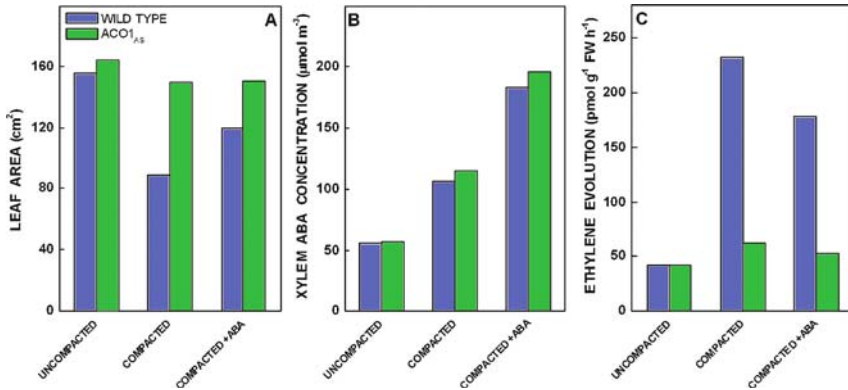 WILD TYPE
ACO1AS
A
LEAF AREA (cm²)
160
120
80
40
0
UNCOMPACTED
COMPACTED
COMPACTED +ABA
B
XYLEM ABA CONCENTRATION (µmol m⁻³)
200
150
100
50
0
UNCOMPACTED
COMPACTED
COMPACTED +ABA
C
ETHYLENE EVOLUTION (pmol g⁻¹ FW h⁻¹)
250
200
150
100
50
0
UNCOMPACTED
COMPACTED
COMPACTED +ABA